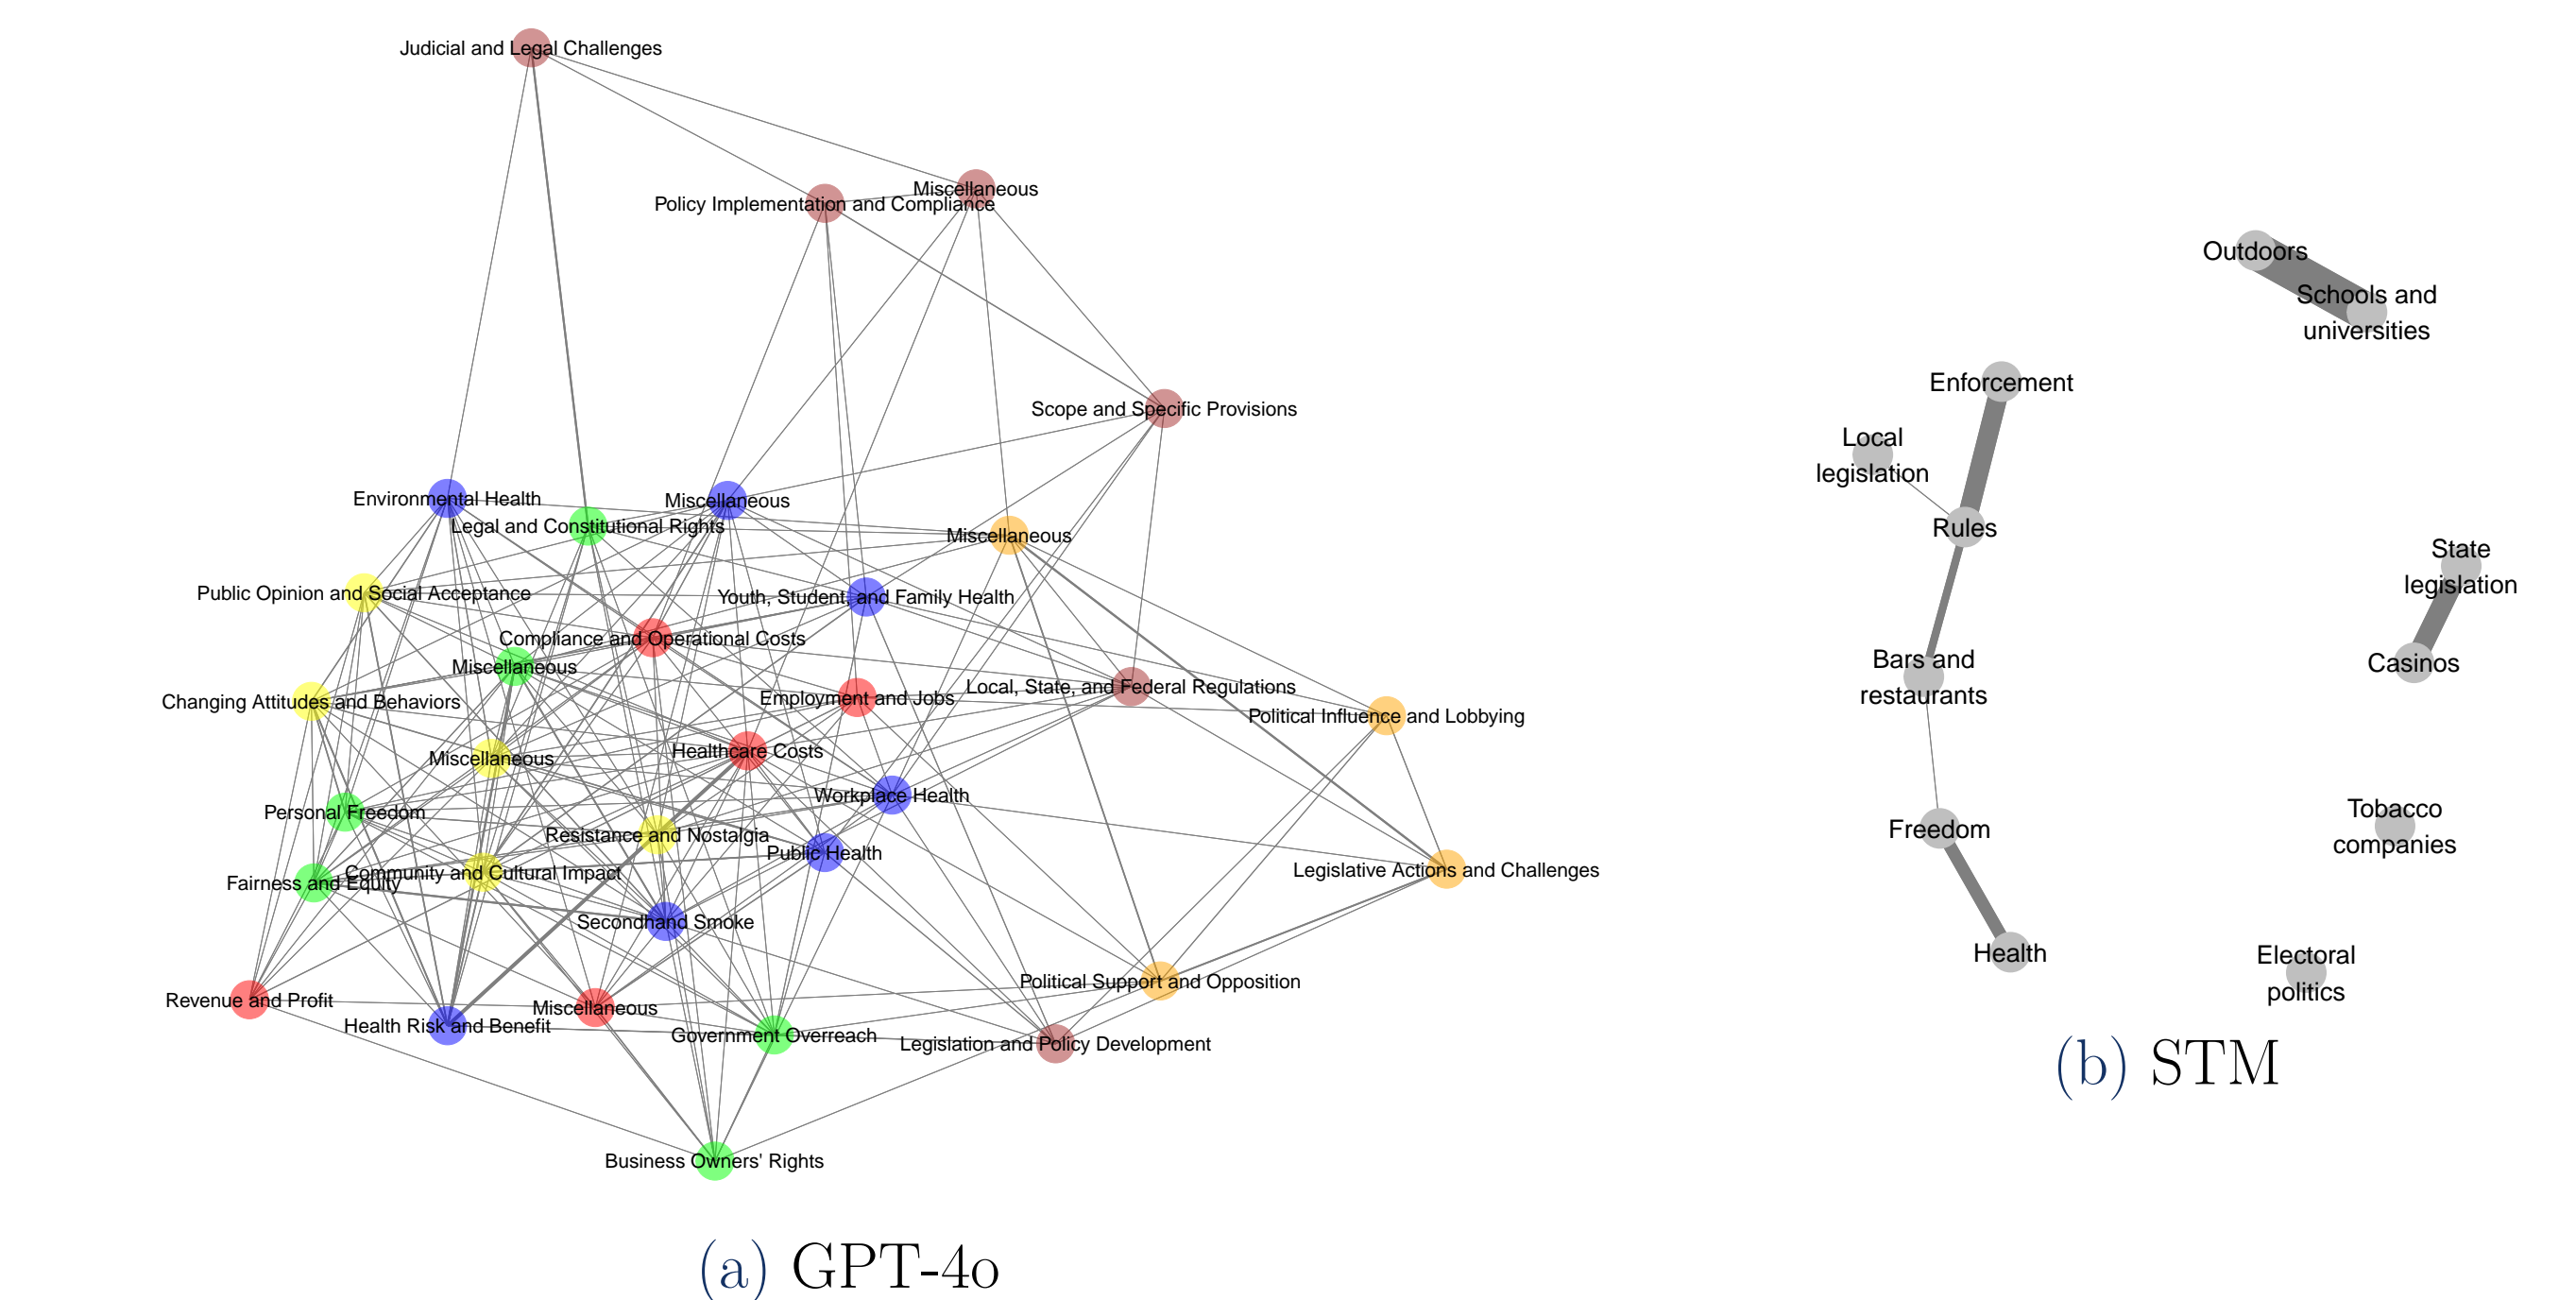 Judicial and Legal Challenges
Miscellaneous
Policy Implementation and Compliance
Scope and Specific Provisions
Environmental Health
Miscellaneous
Legal and Constitutional Rights
Miscellaneous
Public Opinion and Social Acceptance
Youth, Student, and Family Health
Compliance and Operational Costs
Miscellaneous
Local, State, and Federal Regulations
Employment and Jobs
Changing Attitudes and Behaviors
Political Influence and Lobbying
Healthcare Costs
Miscellaneous
Workplace Health
Personal Freedom
Resistance and Nostalgia
Public Health
Legislative Actions and Challenges
Community and Cultural Impact
Fairness and Equity
Secondhand Smoke
Political Support and Opposition
Revenue and Profit
Miscellaneous
Health Risk and Benefit
Government Overreach
Legislation and Policy Development
Business Owners' Rights
(a) GPT-4o
Outdoors
Schools and
universities
Enforcement
Local
legislation
Rules
State
legislation
Bars and
restaurants
Casinos
Tobacco
companies
Freedom
Health
Electoral
politics
(b) STM